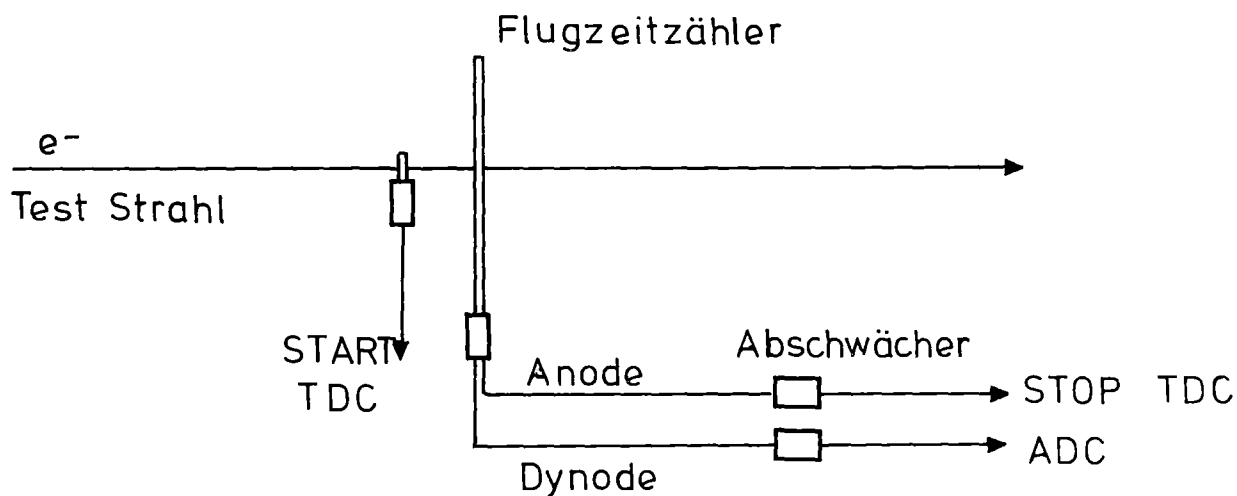 Flugzeitzähler
e-
Test Strahl
START
TDC
Anode
Abschwächer
STOP TDC
ADC
Dynode